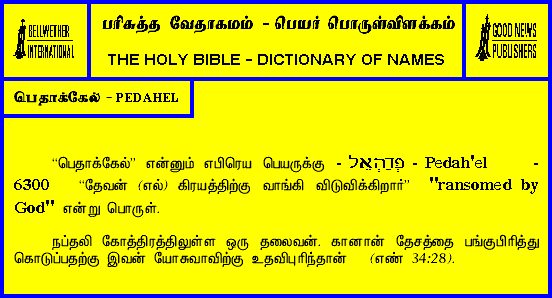 BELLWETHER
INTERNATIONAL
பரிசுத்த வேதாகமம் - பெயர் பொருள்விளக்கம்
THE HOLY BIBLE - DICTIONARY OF NAMES
GOOD NEWS
PUBLISHERS
பெதாக்கேல் - PEDAHEL
“பெதாக்கேல்” என்னும் எபிரெய பெயருக்கு - פְּדַהְאֵל - Pedah'el -
6300 “தேவன் (எல்) கிரயத்திற்கு வாங்கி விடுவிக்கிறார்” "ransomed by
God" என்று பொருள்.
நப்தலி கோத்திரத்திலுள்ள ஒரு தலைவன். கானான் தேசத்தை பங்குபிரித்து
கொடுப்பதற்கு இவன் யோசுவாவிற்கு உதவிபுரிந்தான் (எண் 34:28).